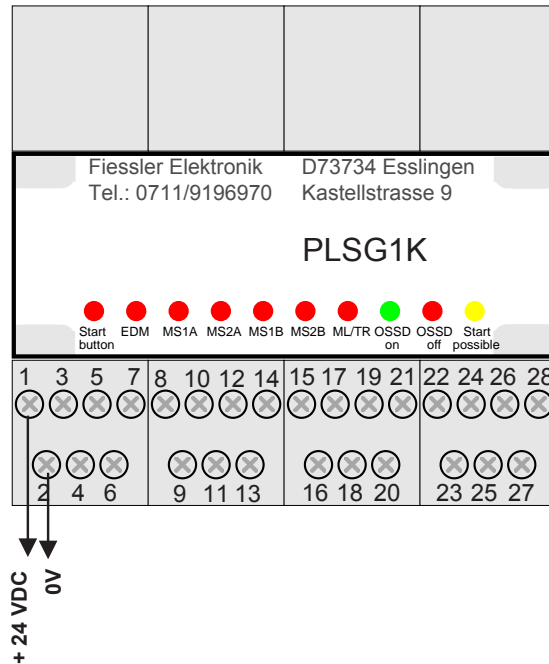 Fiessler Elektronik D73734 Esslingen
Tel.: 0711/9196970 Kastellstrasse 9
PLSG1K
Start button EDM MS1A MS2A MS1B MS2B ML/TR OSSD on OSSD off Start possible
1 3 5 7 8 10 12 14 15 17 19 21 22 24 26 28
2 4 6 9 11 13 16 18 20 23 25 27
+ 24 VDC
0V